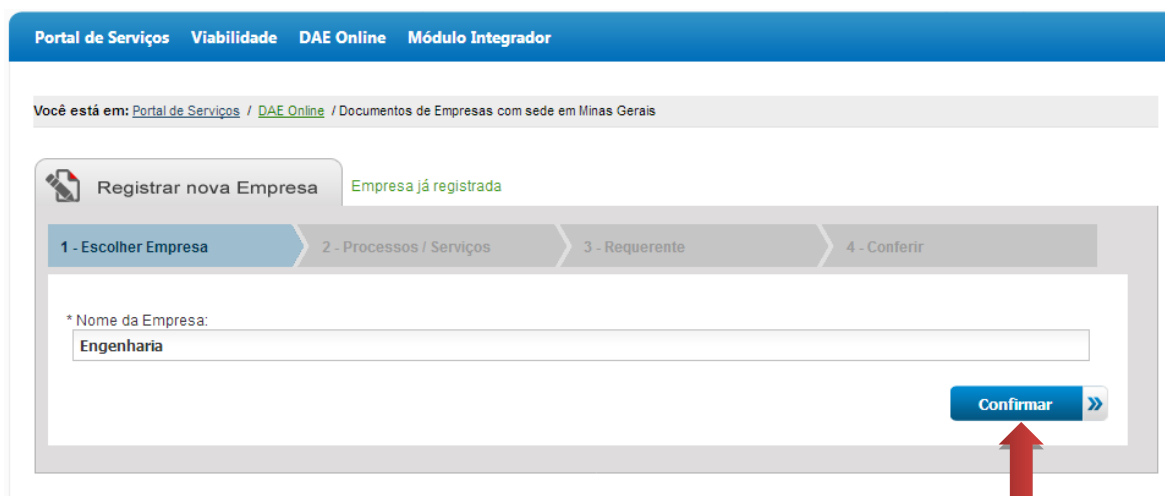 Portal de Serviços Viabilidade DAE Online Módulo Integrador
Você está em: Portal de Serviços / DAE Online / Documentos de Empresas com sede em Minas Gerais
Registrar nova Empresa Empresa já registrada
1 - Escolher Empresa 2 - Processos / Serviços 3 - Requerente 4 - Conferir
* Nome da Empresa:
Engenharia
Confirmar »